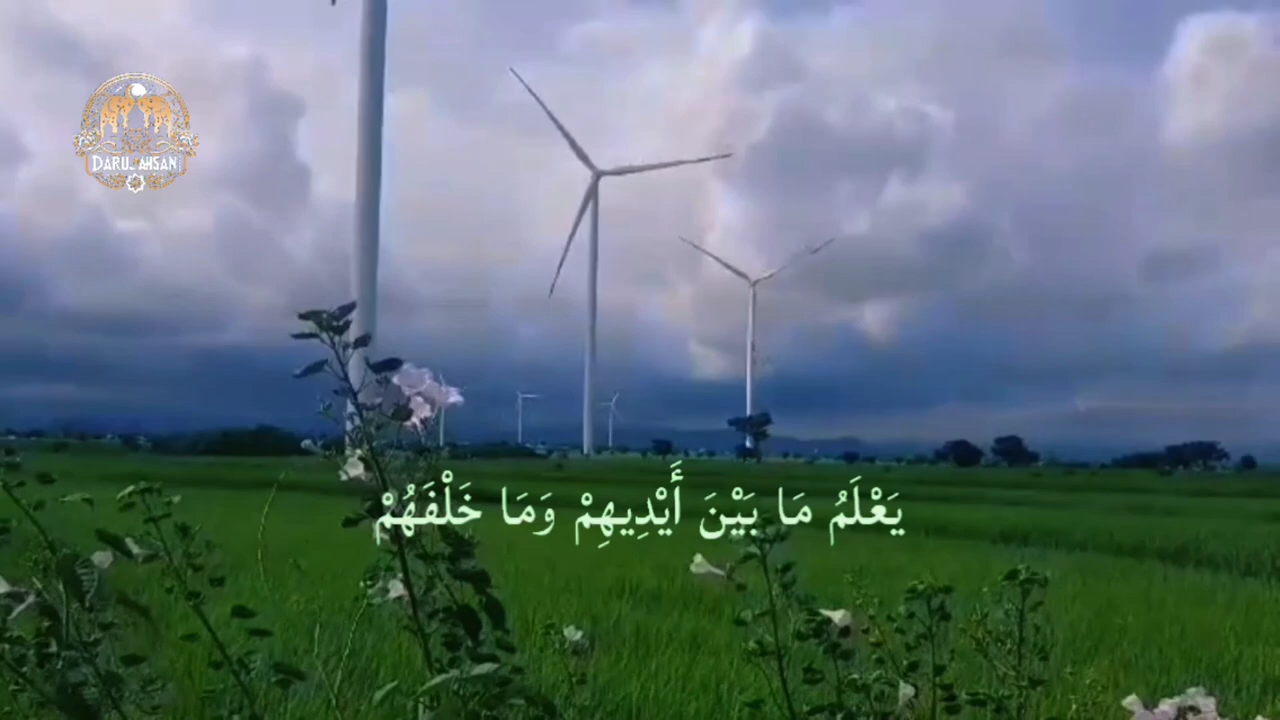 DARUL AHSAN
يَعْلَمُ مَا بَيْنَ أَيْدِيهِمْ وَمَا خَلْفَهُمْ